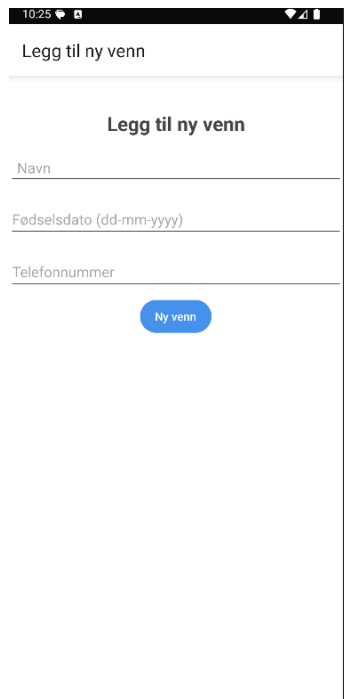 10:25
Legg til ny venn
Legg til ny venn
Navn
Fødselsdato (dd-mm-yyyy)
Telefonnummer
Ny venn